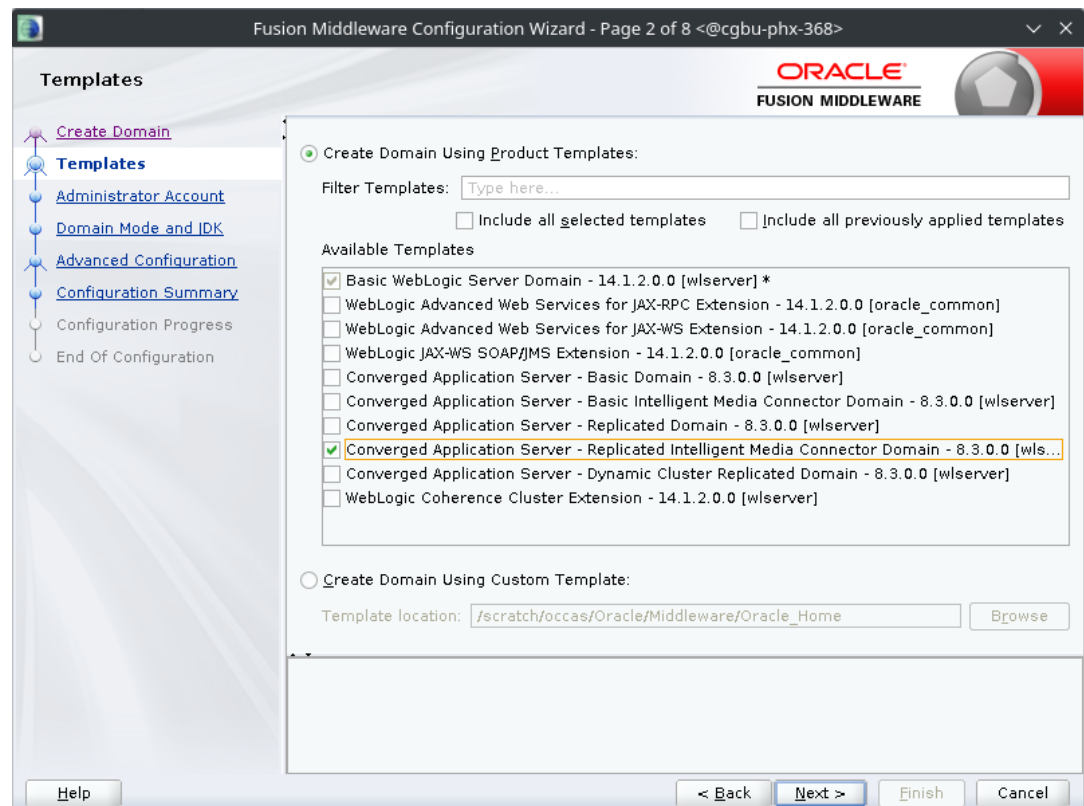 Fusion Middleware Configuration Wizard - Page 2 of 8 <@cgbu-phx-368>
Templates
ORACLE
FUSION MIDDLEWARE
Create Domain
Templates
Administrator Account
Domain Mode and JDK
Advanced Configuration
Configuration Summary
Configuration Progress
End Of Configuration
Create Domain Using Product Templates:
Filter Templates: Type here...
Include all selected templates Include all previously applied templates
Available Templates
Basic WebLogic Server Domain - 14.1.2.0.0 [wlserver] *
WebLogic Advanced Web Services for JAX-RPC Extension - 14.1.2.0.0 [oracle_common]
WebLogic Advanced Web Services for JAX-WS Extension - 14.1.2.0.0 [oracle_common]
WebLogic JAX-WS SOAP/JMS Extension - 14.1.2.0.0 [oracle_common]
Converged Application Server - Basic Domain - 8.3.0.0 [wlserver]
Converged Application Server - Basic Intelligent Media Connector Domain - 8.3.0.0 [wlserver]
Converged Application Server - Replicated Domain - 8.3.0.0 [wlserver]
Converged Application Server - Replicated Intelligent Media Connector Domain - 8.3.0.0 [wls...
Converged Application Server - Dynamic Cluster Replicated Domain - 8.3.0.0 [wlserver]
WebLogic Coherence Cluster Extension - 14.1.2.0.0 [wlserver]
Create Domain Using Custom Template:
Template location: /scratch/occas/Oracle/Middleware/Oracle_Home Browse
Help < Back Next > Finish Cancel